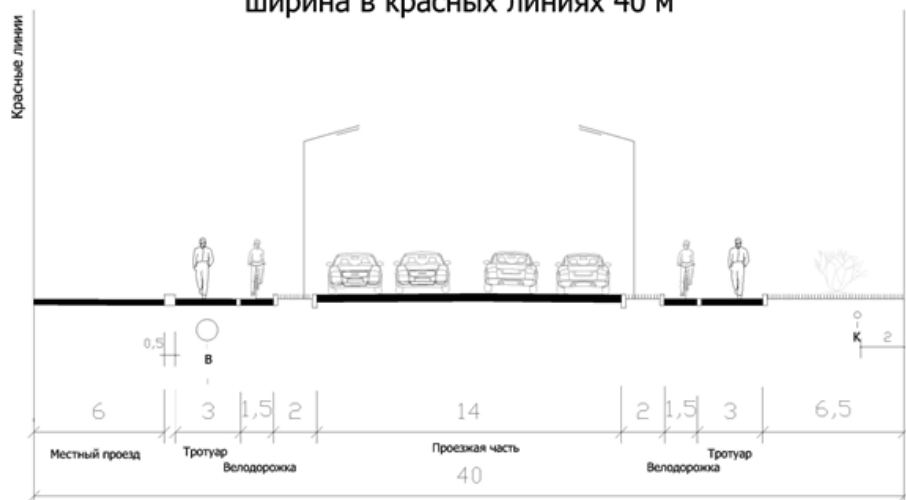 ширина в красных линиях 40 м
Красные линии
0,5
В
К
2
6
3
1,5
2
14
2
1,5
3
6,5
Местный проезд
Тротуар
Велодорожка
Проезжая часть
Велодорожка
Тротуар
40